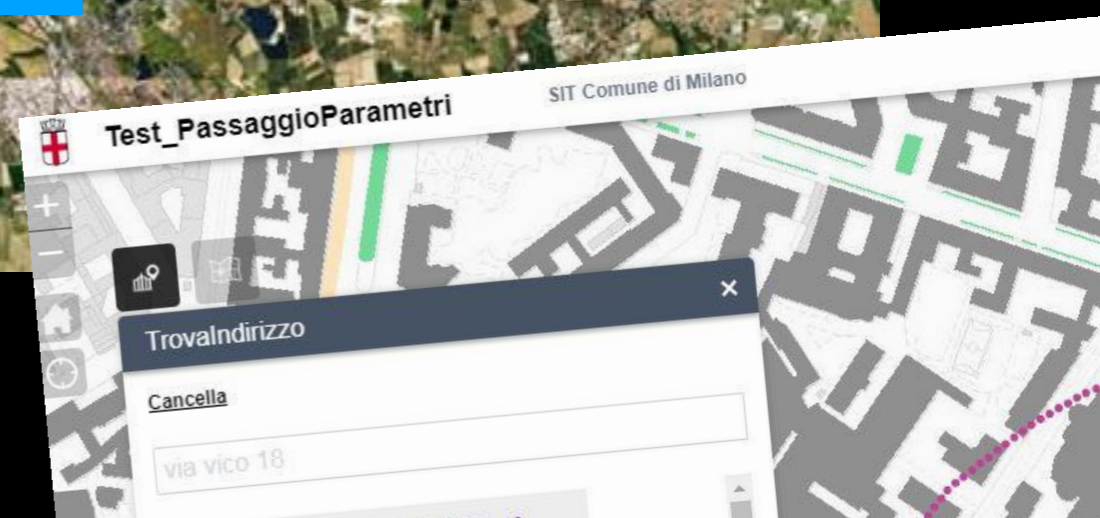 Test_PassaggioParametri
SIT Comune di Milano
TrovaIndirizzo
Cancella
via vico 18